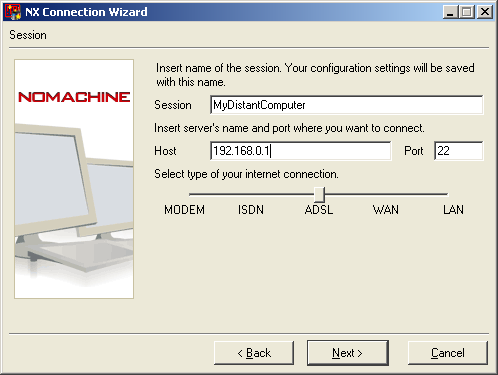 NX Connection Wizard
Session
NOMACHINE
Insert name of the session. Your configuration settings will be saved
with this name.
Session MyDistantComputer
Insert server's name and port where you want to connect.
Host 192.168.0.1 Port 22
Select type of your internet connection.
MODEM ISDN ADSL WAN LAN
< Back Next > Cancel